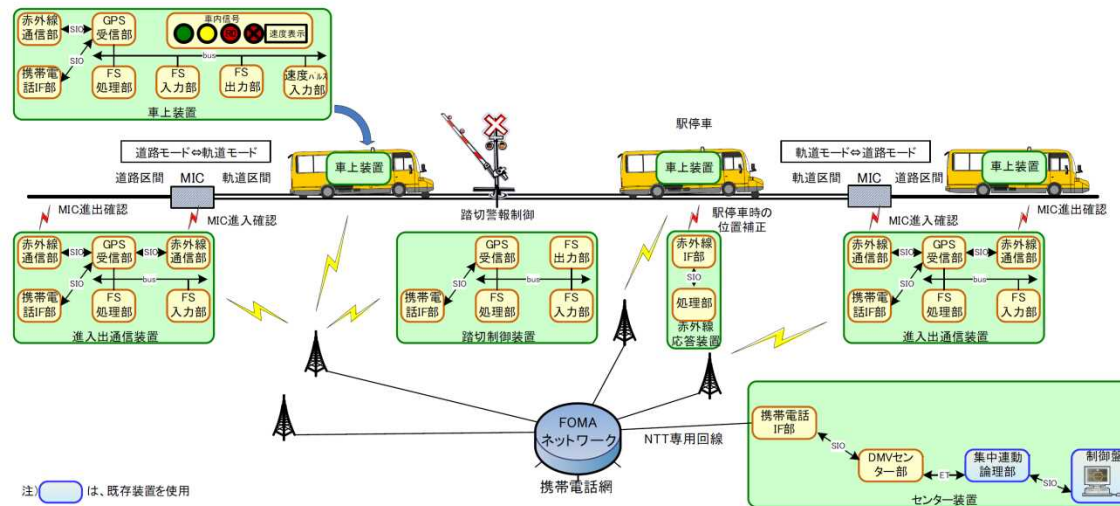 赤外線
通信部
SIO
GPS
受信部
車内信号
速度表示
SIO
bus
携帯電
話IF部
FS
処理部
FS
入力部
FS
出力部
速度パルス
入力部
車上装置
道路モード⇔軌道モード
道路区間
MIC
軌道区間
車上装置
駅停車
車上装置
軌道モード⇔道路モード
軌道区間
MIC
道路区間
車上装置
MIC進出確認
MIC進入確認
踏切警報制御
駅停車時の
位置補正
MIC進入確認
MIC進出確認
赤外線
通信部
SIO
GPS
受信部
SIO
赤外線
通信部
SIO
bus
携帯電
話IF部
FS
処理部
FS
入力部
進入出通信装置
GPS
受信部
FS
出力部
SIO
bus
携帯電
話IF部
FS
処理部
FS
入力部
踏切制御装置
赤外線
IF部
SIO
処理部
赤外線
応答装置
赤外線
通信部
SIO
GPS
受信部
SIO
赤外線
通信部
SIO
bus
携帯電
話IF部
FS
処理部
FS
入力部
進入出通信装置
FOMA
ネットワーク
携帯電話網
NTT専用回線
携帯電話
IF部
SIO
DMVセン
ター部
ET
集中連動
論理部
SIO
制御盤
センター装置
注)
は、既存装置を使用